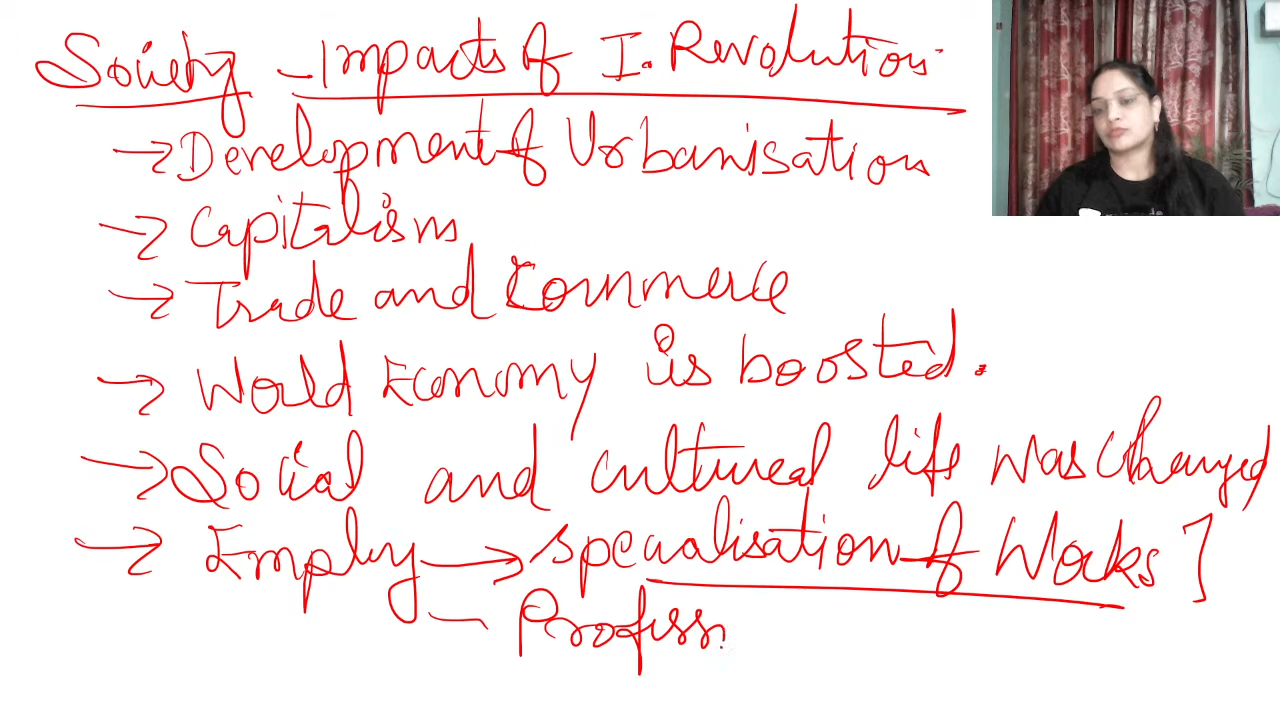 Society - Impacts of I. Revolution.
→ Development of Urbanisation
→ Capitalism
→ Trade and Commerce
→ World Economy is boosted.
→ Social and cultural life was changed
→ Employ → specialisation of Works ]
- Profess